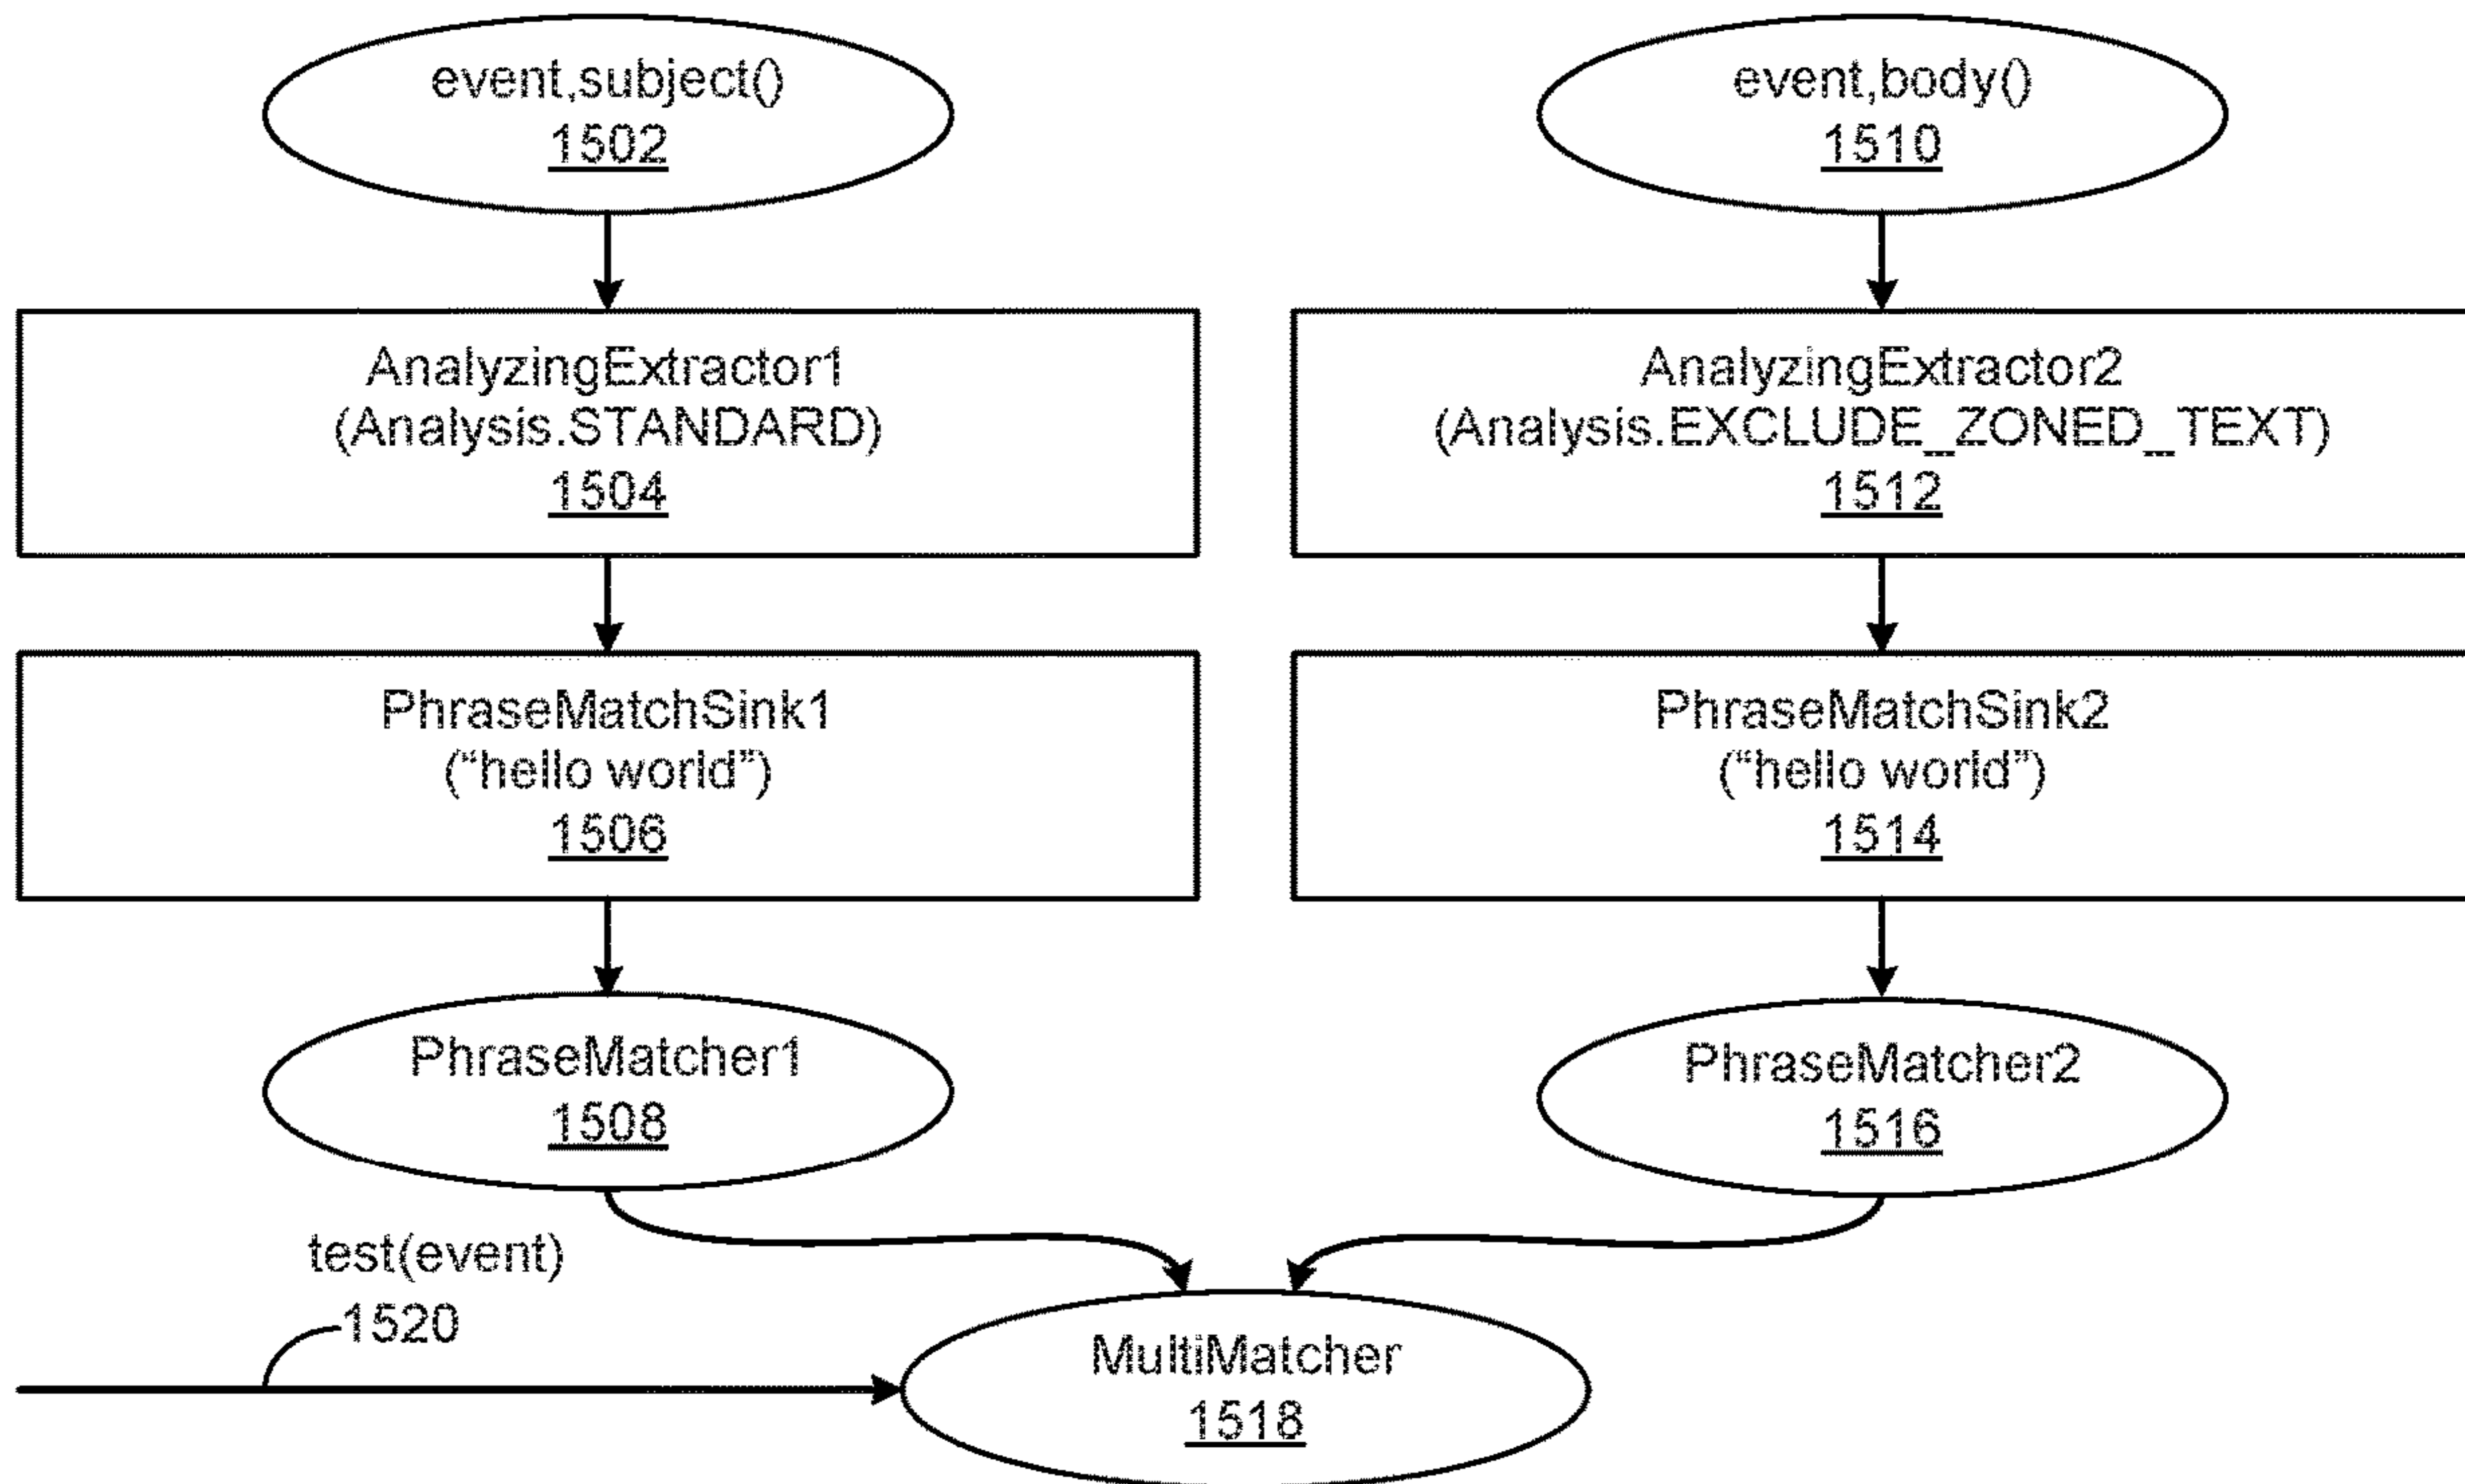 event,subject()
1502
event,body()
1510
AnalyzingExtractor1
(Analysis.STANDARD)
1504
AnalyzingExtractor2
(Analysis.EXCLUDE_ZONED_TEXT)
1512
PhraseMatchSink1
(“hello world”)
1506
PhraseMatchSink2
(“hello world”)
1514
PhraseMatcher1
1508
PhraseMatcher2
1516
test(event)
1520
MultiMatcher
1518